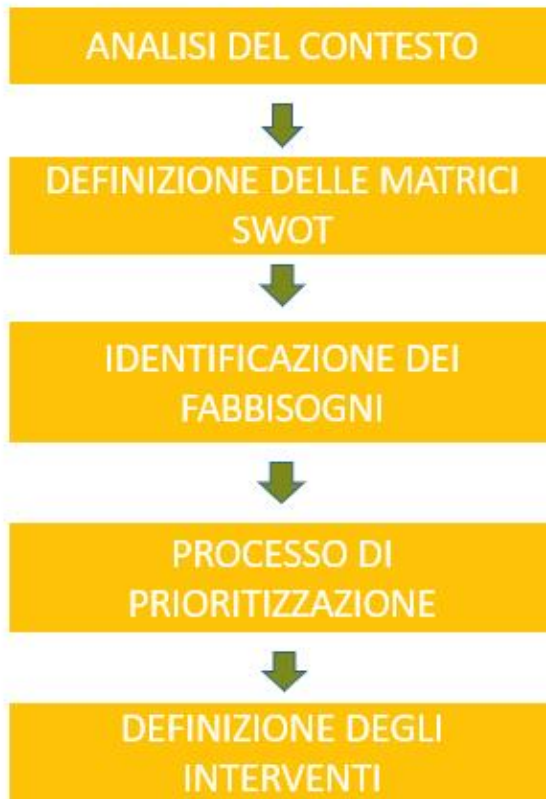 ANALISI DEL CONTESTO
DEFINIZIONE DELLE MATRICI
SWOT
IDENTIFICAZIONE DEI
FABBISOGNI
PROCESSO DI
PRIORITIZZAZIONE
DEFINIZIONE DEGLI
INTERVENTI